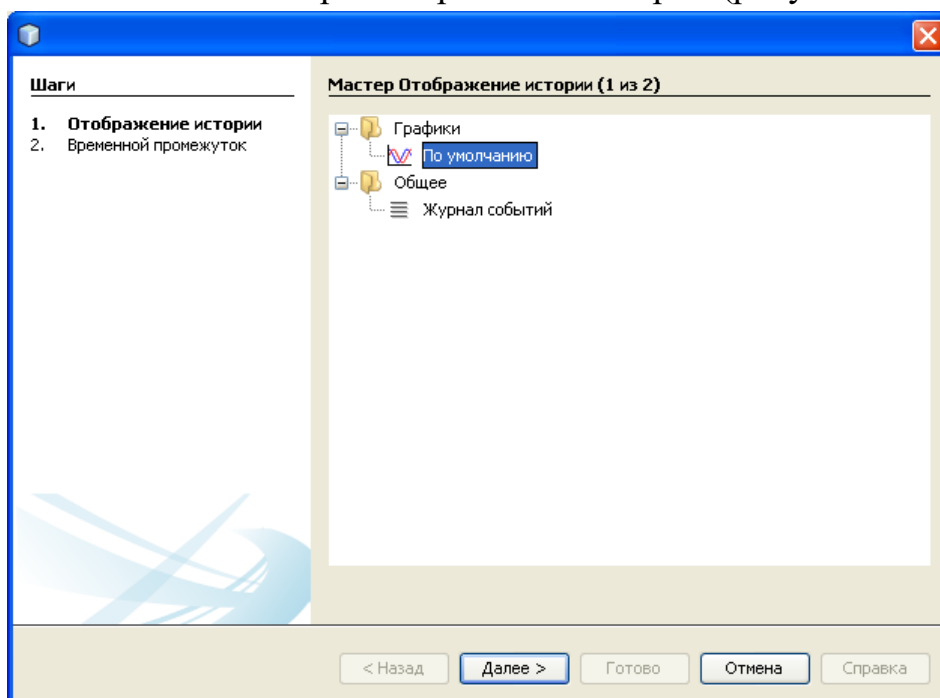 Шаги
1. Отображение истории
2. Временной промежуток
Мастер Отображение истории (1 из 2)
Графики
По умолчанию
Общее
Журнал событий
< Назад Далее > Готово Отмена Справка